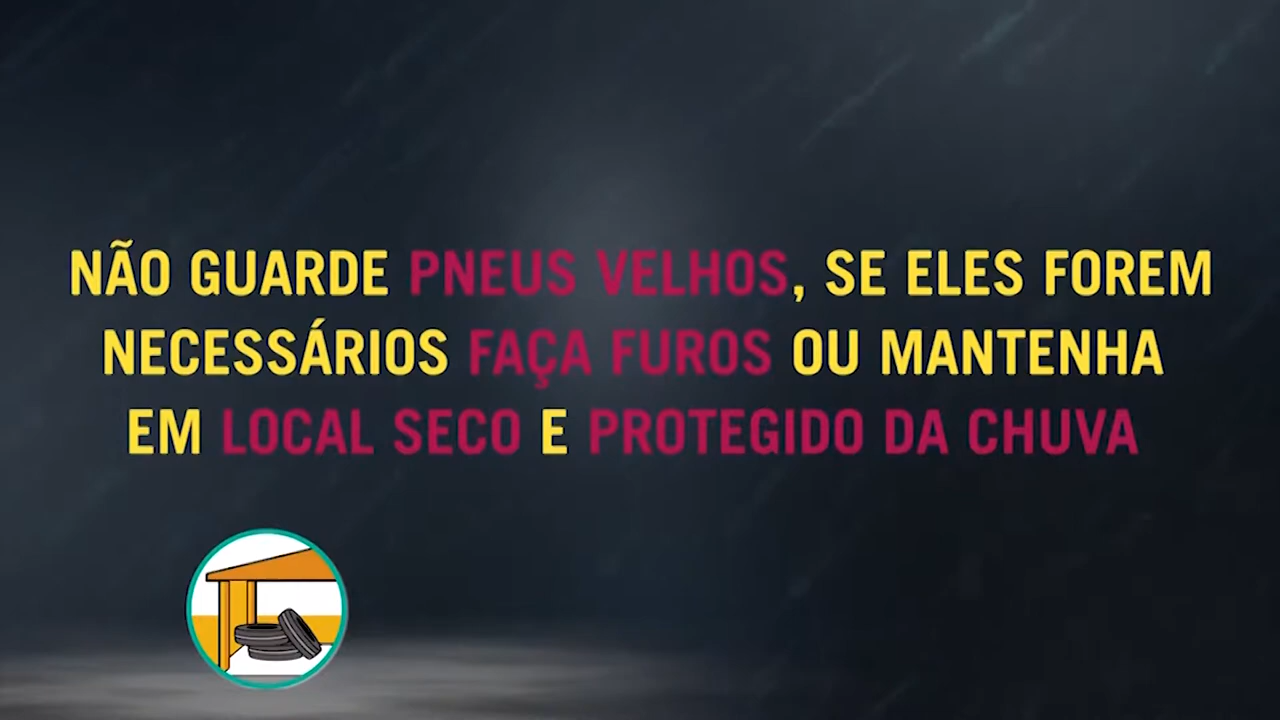 NÃO GUARDE PNEUS VELHOS, SE ELES FOREM
NECESSÁRIOS FAÇA FUROS OU MANTENHA
EM LOCAL SECO E PROTEGIDO DA CHUVA